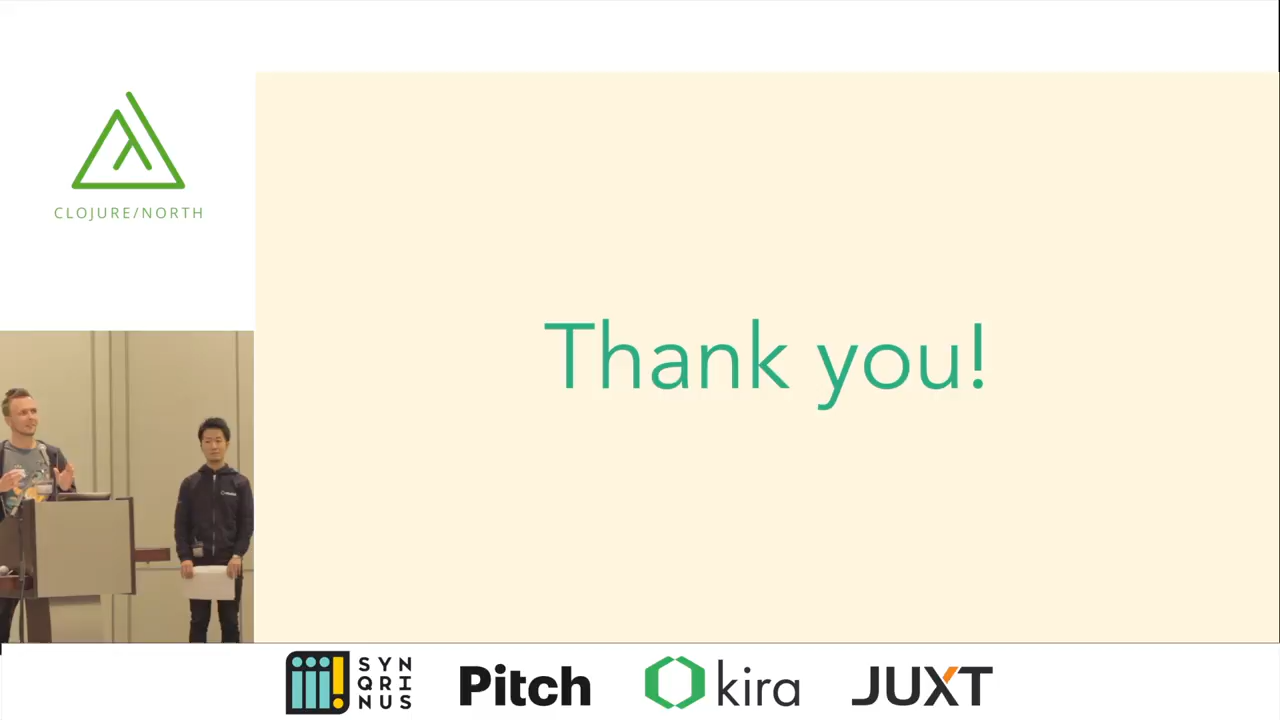 CLOJURE/NORTH
Thank you!
SYN
QRI
NUS
Pitch
kira
JUXT